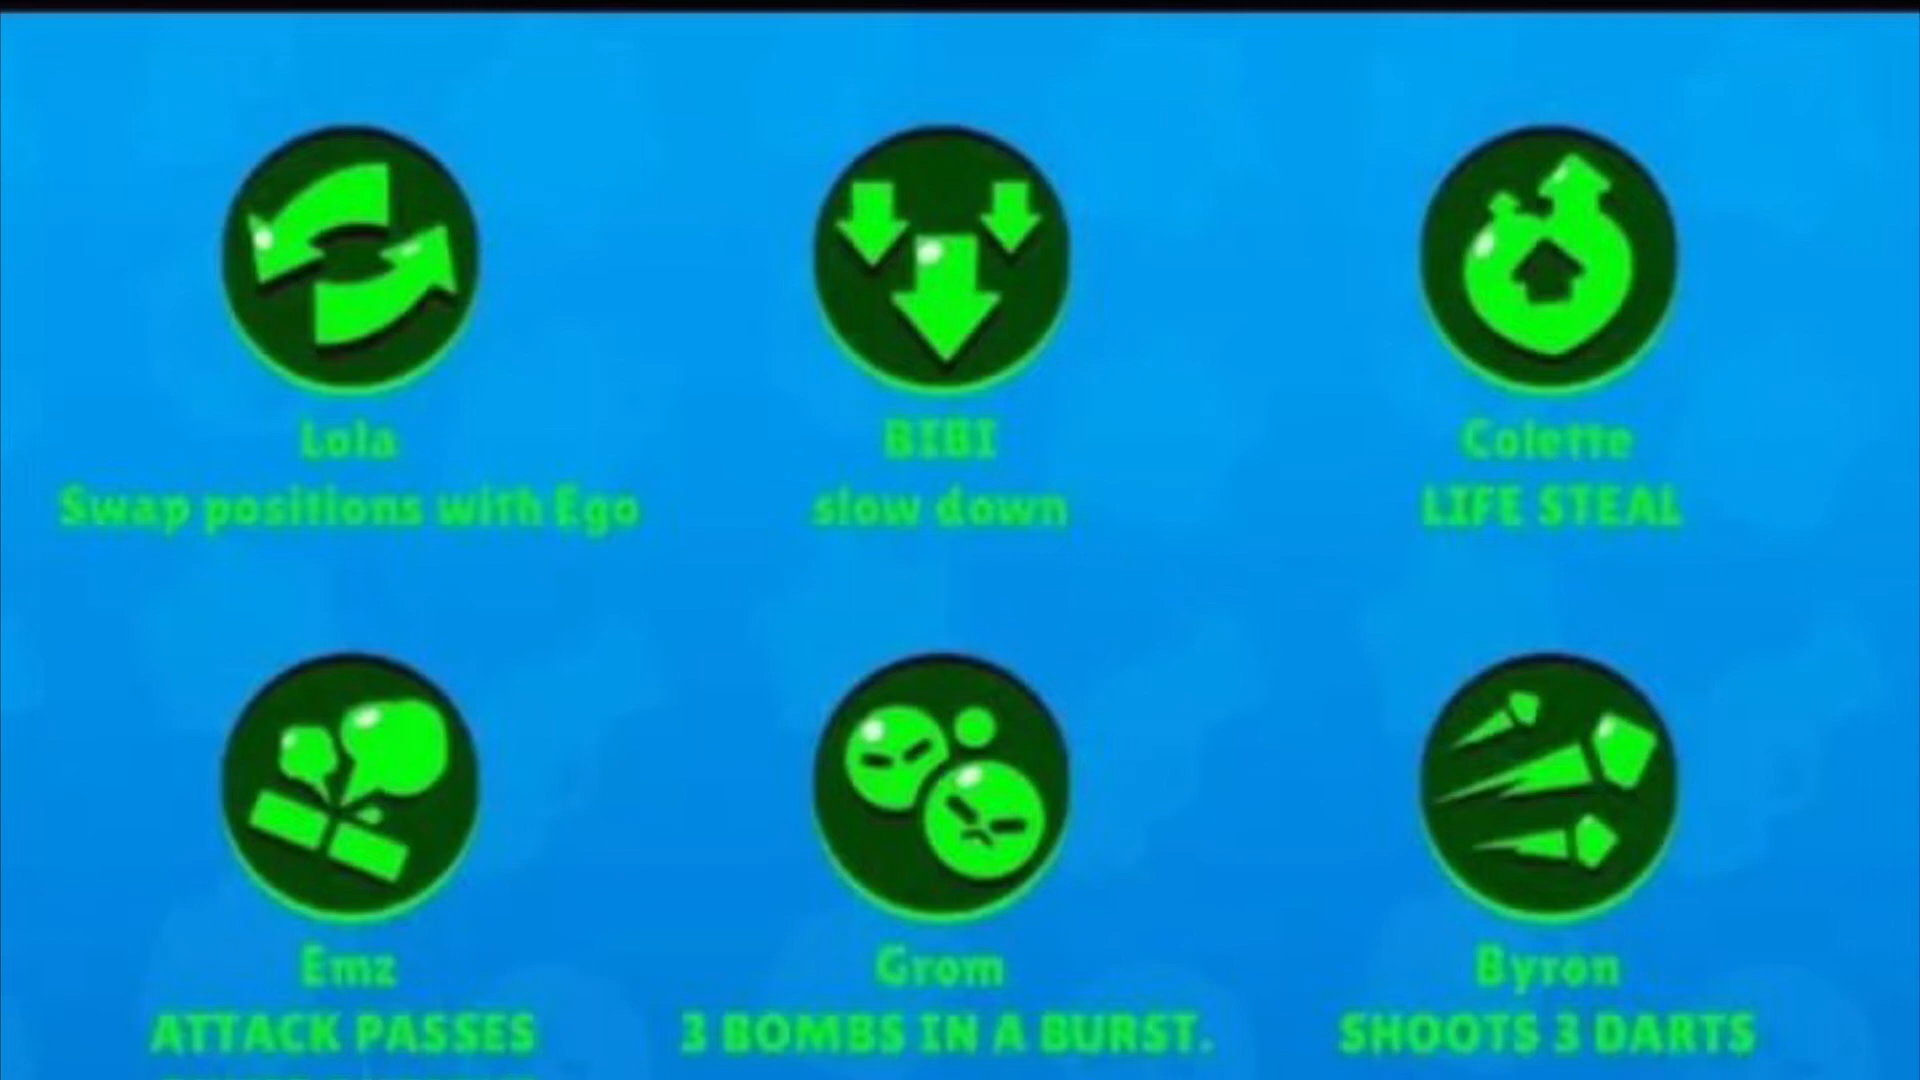 Lola
Swap positions with Ego
BIBI
slow down
Colette
LIFE STEAL
Emz
ATTACK PASSES
Grom
3 BOMBS IN A BURST.
Byron
SHOOTS 3 DARTS